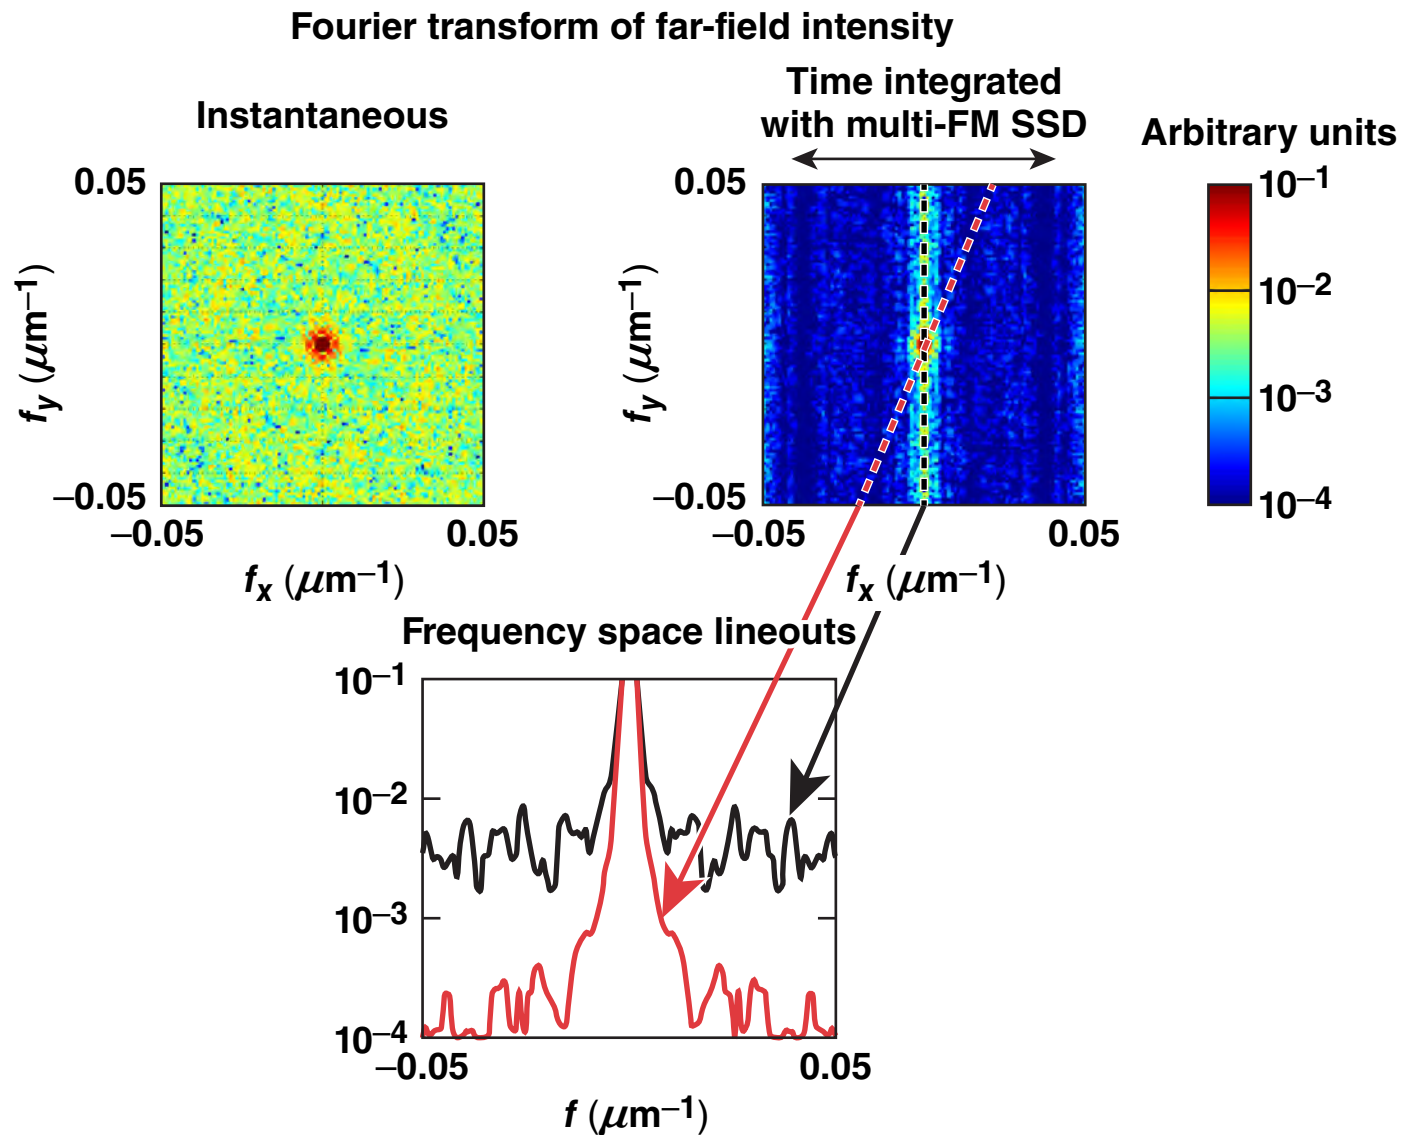 Fourier transform of far-field intensity
Instantaneous
Time integrated
with multi-FM SSD
Arbitrary units
0.05
–0.05
–0.05
0.05
fy (μm–1)
fx (μm–1)
0.05
–0.05
–0.05
0.05
fy (μm–1)
fx (μm–1)
10–1
10–2
10–3
10–4
Frequency space lineouts
10–1
10–2
10–3
10–4
–0.05
0.05
f (μm–1)